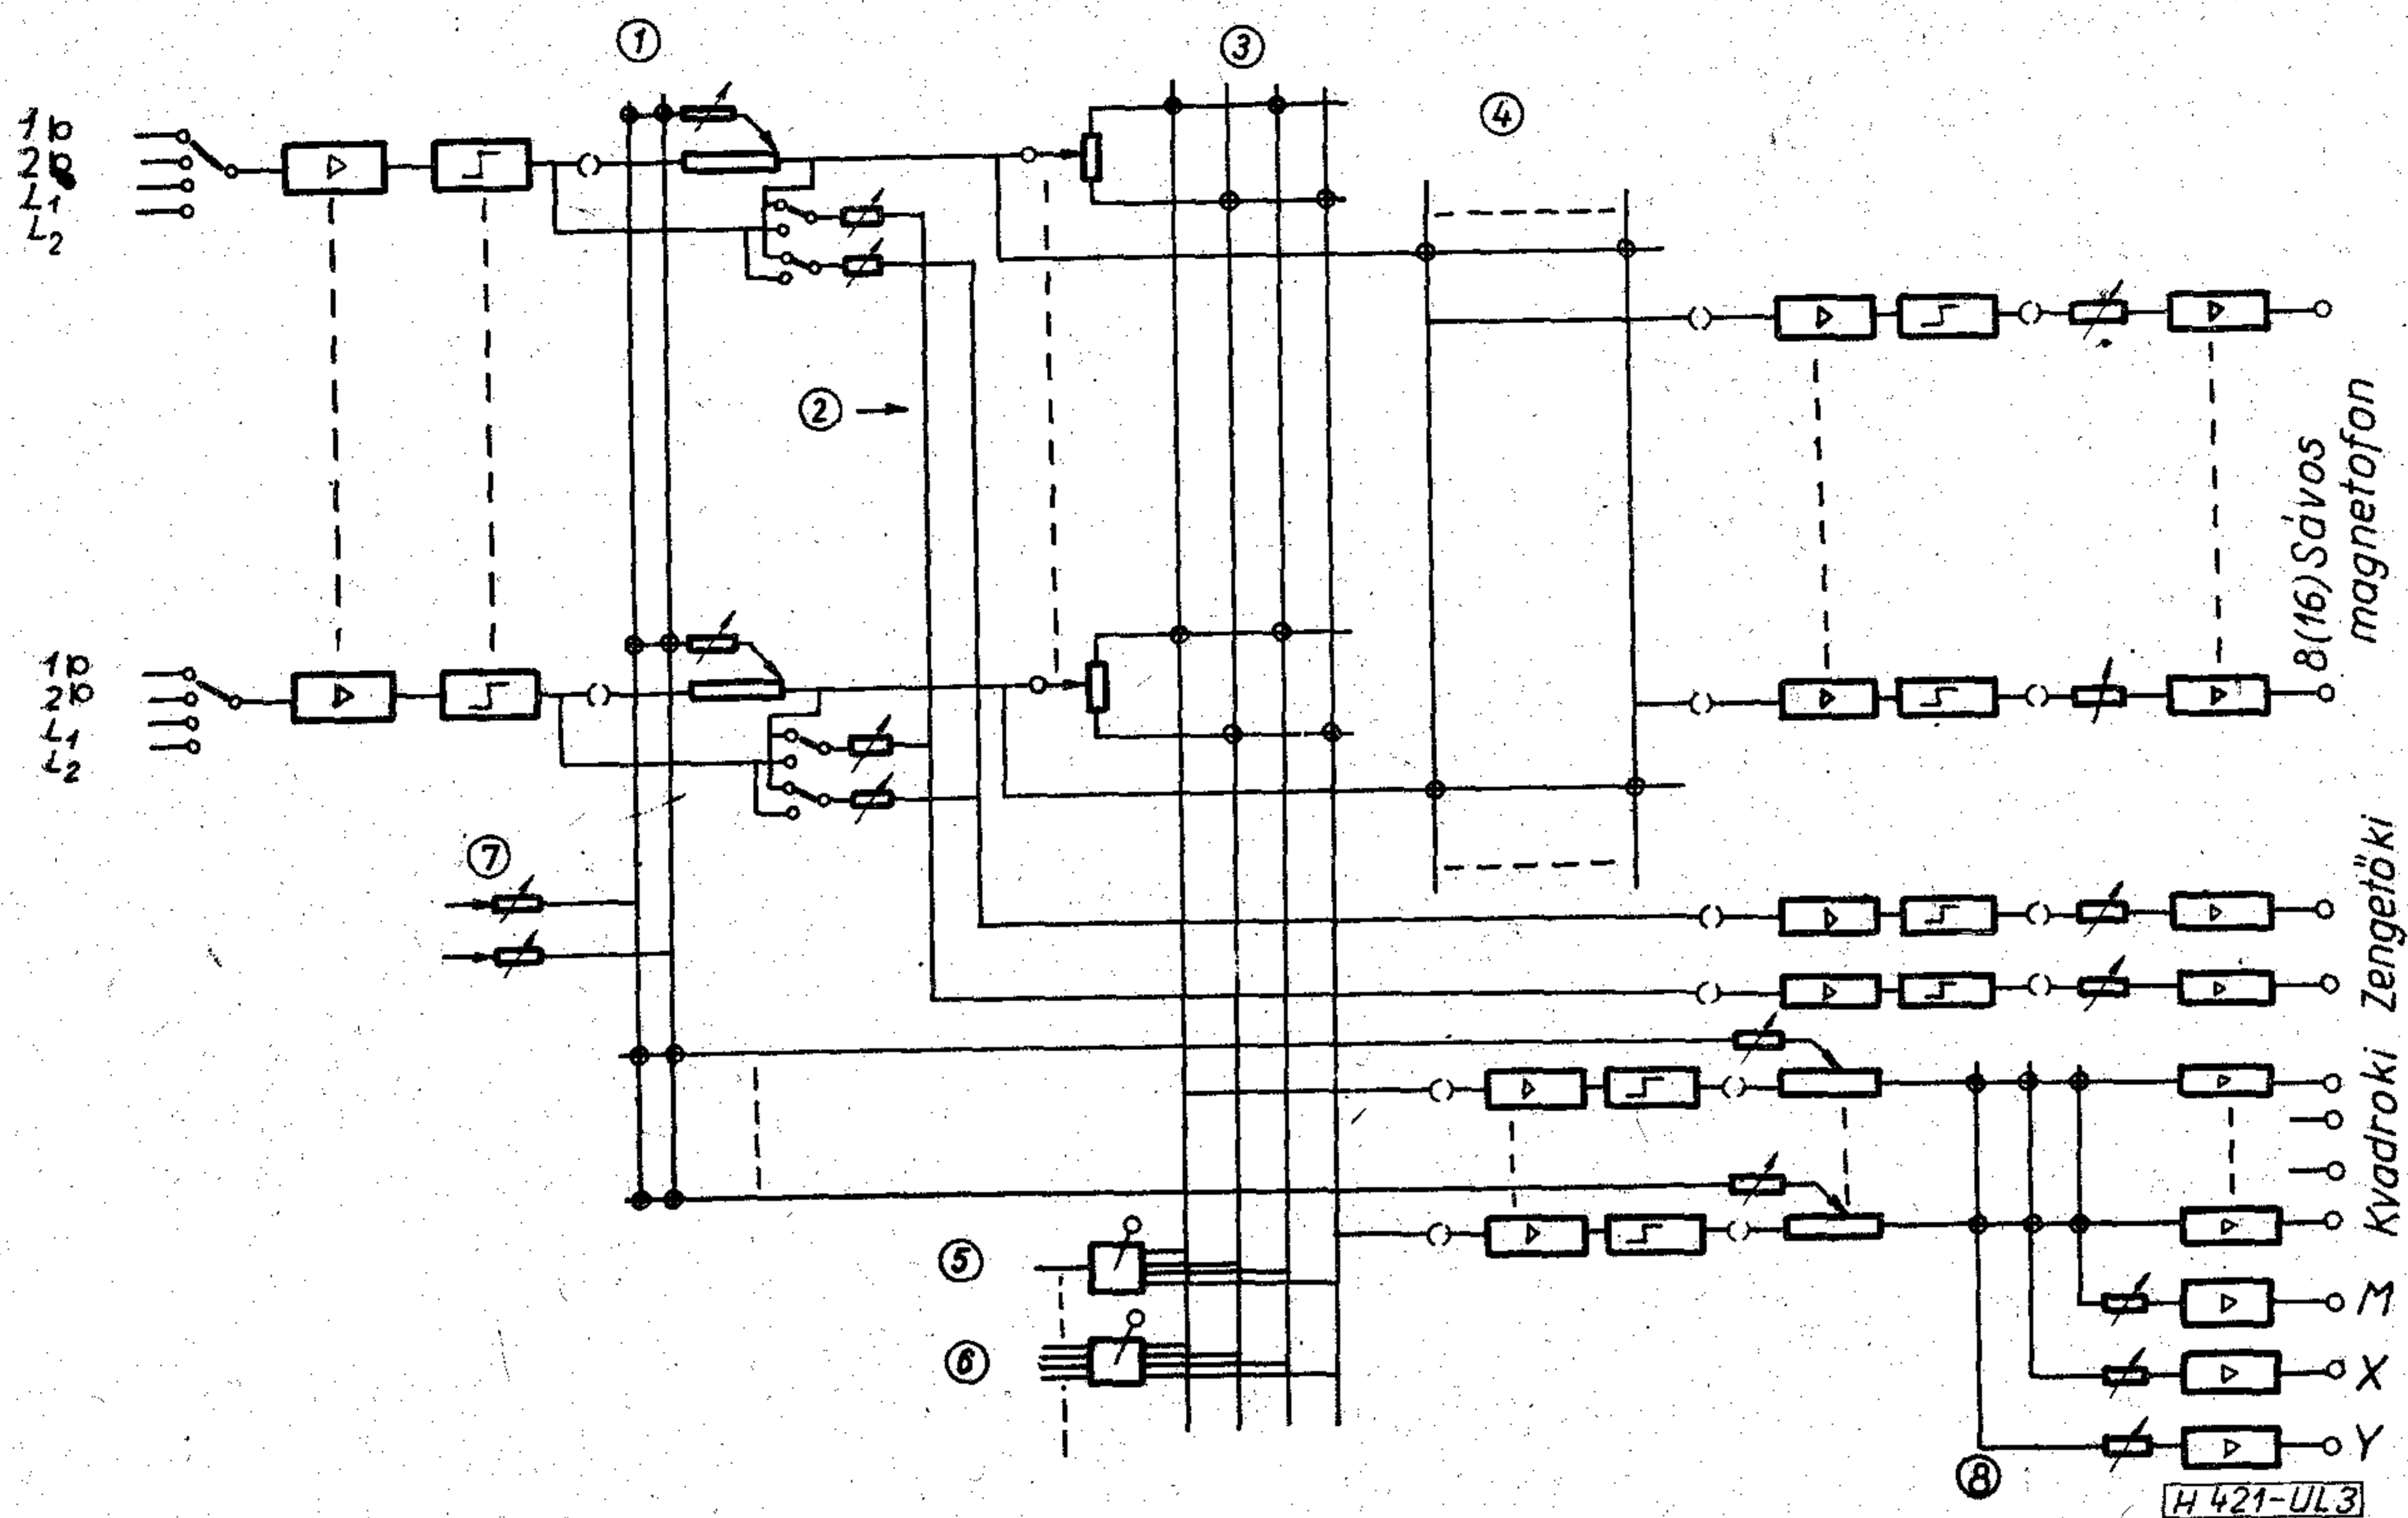 ①
③
④
1
2
L₁
L₂
②
8(16) Sávos
magnetofon
1
2
L₁
L₂
⑦
Zengetőki
Kvadroki
⑤
⑥
M
X
Y
⑧
H 421-UL3